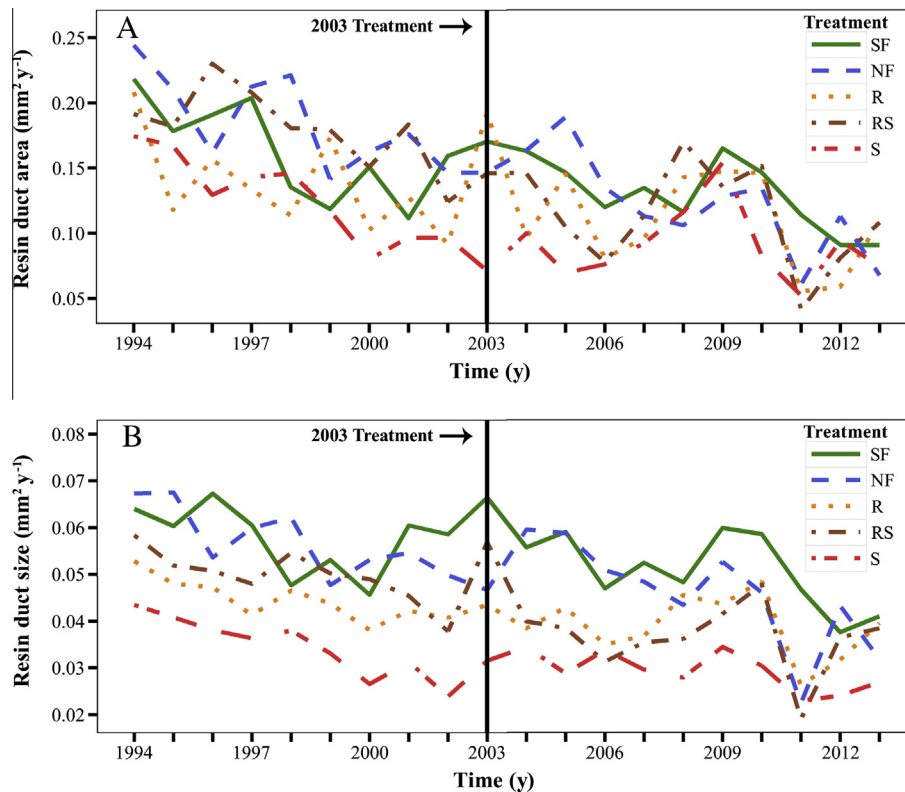 A
2003 Treatment →
Treatment
SF
NF
R
RS
S
Resin duct area (mm² y⁻¹)
0.25
0.20
0.15
0.10
0.05
1994 1997 2000 2003 2006 2009 2012
Time (y)
B
2003 Treatment →
Treatment
SF
NF
R
RS
S
Resin duct size (mm² y⁻¹)
0.08
0.07
0.06
0.05
0.04
0.03
0.02
1994 1997 2000 2003 2006 2009 2012
Time (y)